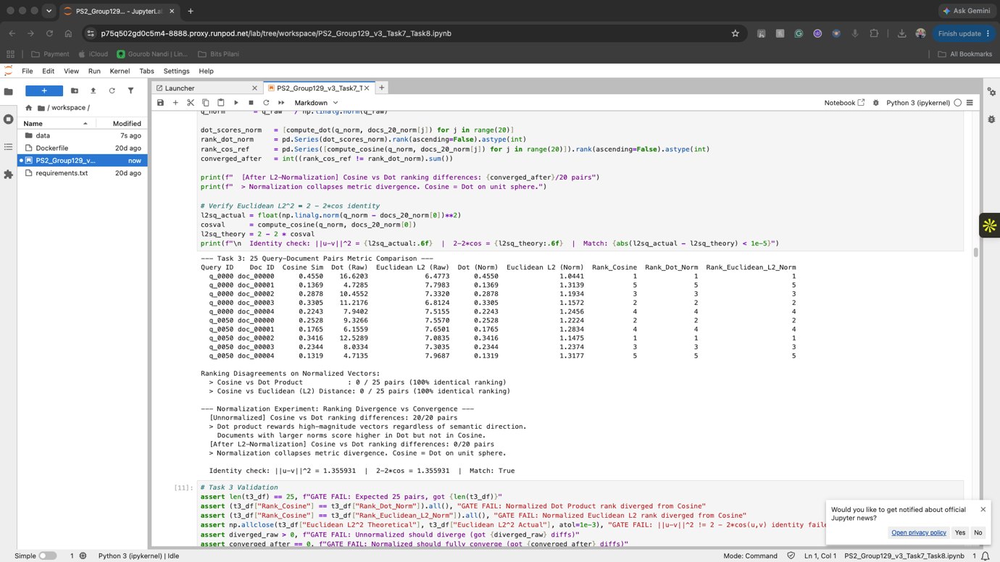 PS2_Group129... - JupyterLa
Ask Gemini
p75q502gd0c5m4-8888.proxy.runpod.net/lab/tree/workspace/PS2_Group129_v3_Task7_Task8.ipynb
Finish update
Payment
iCloud
Gourob Nandi | Lin...
Bits Pilani
All Bookmarks
File Edit View Run Kernel Tabs Settings Help
Launcher
PS2_Group129_v3_Task7_T
/ workspace /
Markdown
Notebook
Python 3 (ipykernel)
Name Modified
data 7s ago
Dockerfile 20d ago
PS2_Group129_v... now
requirements.txt 20d ago
q_norm = q_raw / np.linalg.norm(q_raw)
dot_scores_norm = [compute_dot(q_norm, docs_20_norm[j]) for j in range(20)]
rank_dot_norm = pd.Series(dot_scores_norm).rank(ascending=False).astype(int)
rank_cos_ref = pd.Series([compute_cosine(q_norm, docs_20_norm[j]) for j in range(20)]).rank(ascending=False).astype(int)
converged_after = int((rank_cos_ref != rank_dot_norm).sum())
print(f"  [After L2-Normalization] Cosine vs Dot ranking differences: {converged_after}/20 pairs")
print(f"  > Normalization collapses metric divergence. Cosine = Dot on unit sphere.")
# Verify Euclidean L2^2 = 2 - 2*cos identity
l2sq_actual = float(np.linalg.norm(q_norm - docs_20_norm[0])**2)
cosval = compute_cosine(q_norm, docs_20_norm[0])
l2sq_theory = 2 - 2 * cosval
print(f"\n  Identity check: ||u-v||^2 = {l2sq_actual:.6f}  |  2-2*cos = {l2sq_theory:.6f}  |  Match: {abs(l2sq_actual - l2sq_theory) < 1e-5}")
--- Task 3: 25 Query-Document Pairs Metric Comparison ---
Query ID Doc ID Cosine Sim Dot (Raw) Euclidean L2 (Raw) Dot (Norm) Euclidean L2 (Norm) Rank_Cosine Rank_Dot_Norm Rank_Euclidean_L2_Norm
q_0000 doc_00000 0.4550 16.6203 6.4773 0.4550 1.0441 1 1 1
q_0000 doc_00001 0.1369 4.7285 7.7983 0.1369 1.3139 5 5 5
q_0000 doc_00002 0.2878 10.4552 7.3320 0.2878 1.1934 3 3 3
q_0000 doc_00003 0.3305 11.2176 6.8124 0.3305 1.1572 2 2 2
q_0000 doc_00004 0.2243 7.9402 7.5155 0.2243 1.2456 4 4 4
q_0050 doc_00000 0.2528 9.3266 7.5570 0.2528 1.2224 2 2 2
q_0050 doc_00001 0.1765 6.1559 7.6501 0.1765 1.2834 4 4 4
q_0050 doc_00002 0.3416 12.5289 7.0835 0.3416 1.1475 1 1 1
q_0050 doc_00003 0.2344 8.0334 7.3035 0.2344 1.2374 3 3 3
q_0050 doc_00004 0.1319 4.7135 7.9687 0.1319 1.3177 5 5 5
Ranking Disagreements on Normalized Vectors:
> Cosine vs Dot Product : 0 / 25 pairs (100% identical ranking)
> Cosine vs Euclidean (L2) Distance: 0 / 25 pairs (100% identical ranking)
--- Normalization Experiment: Ranking Divergence vs Convergence ---
[Unnormalized] Cosine vs Dot ranking differences: 20/20 pairs
> Dot product rewards high-magnitude vectors regardless of semantic direction.
Documents with larger norms score higher in Dot but not in Cosine.
[After L2-Normalization] Cosine vs Dot ranking differences: 0/20 pairs
> Normalization collapses metric divergence. Cosine = Dot on unit sphere.
Identity check: ||u-v||^2 = 1.355931 | 2-2*cos = 1.355931 | Match: True
[11]:
# Task 3 Validation
assert len(t3_df) == 25, f"GATE FAIL: Expected 25 pairs, got {len(t3_df)}"
assert (t3_df["Rank_Cosine"] == t3_df["Rank_Dot_Norm"]).all(), "GATE FAIL: Normalized Dot Product rank diverged from Cosine"
assert (t3_df["Rank_Cosine"] == t3_df["Rank_Euclidean_L2_Norm"]).all(), "GATE FAIL: Normalized Euclidean L2 rank diverged from Cosine"
assert np.allclose(t3_df["Euclidean L2^2 Theoretical"], t3_df["Euclidean L2^2 Actual"], atol=1e-3), "GATE FAIL: ||u-v||^2 != 2 - 2*cos(u,v) identity faile
assert diverged_raw > 0, f"GATE FAIL: Unnormalized should diverge (got {diverged_raw} diffs)"
assert converged_after == 0, f"GATE FAIL: Normalized should fully converge (got {converged_after} diffs)"
Would you like to get notified about official
Jupyter news?
Open privacy policy Yes No
Simple
1
Python 3 (ipykernel) | Idle
Mode: Command
Ln 1, Col 1
PS2_Group129_v3_Task7_Task8.ipynb
1